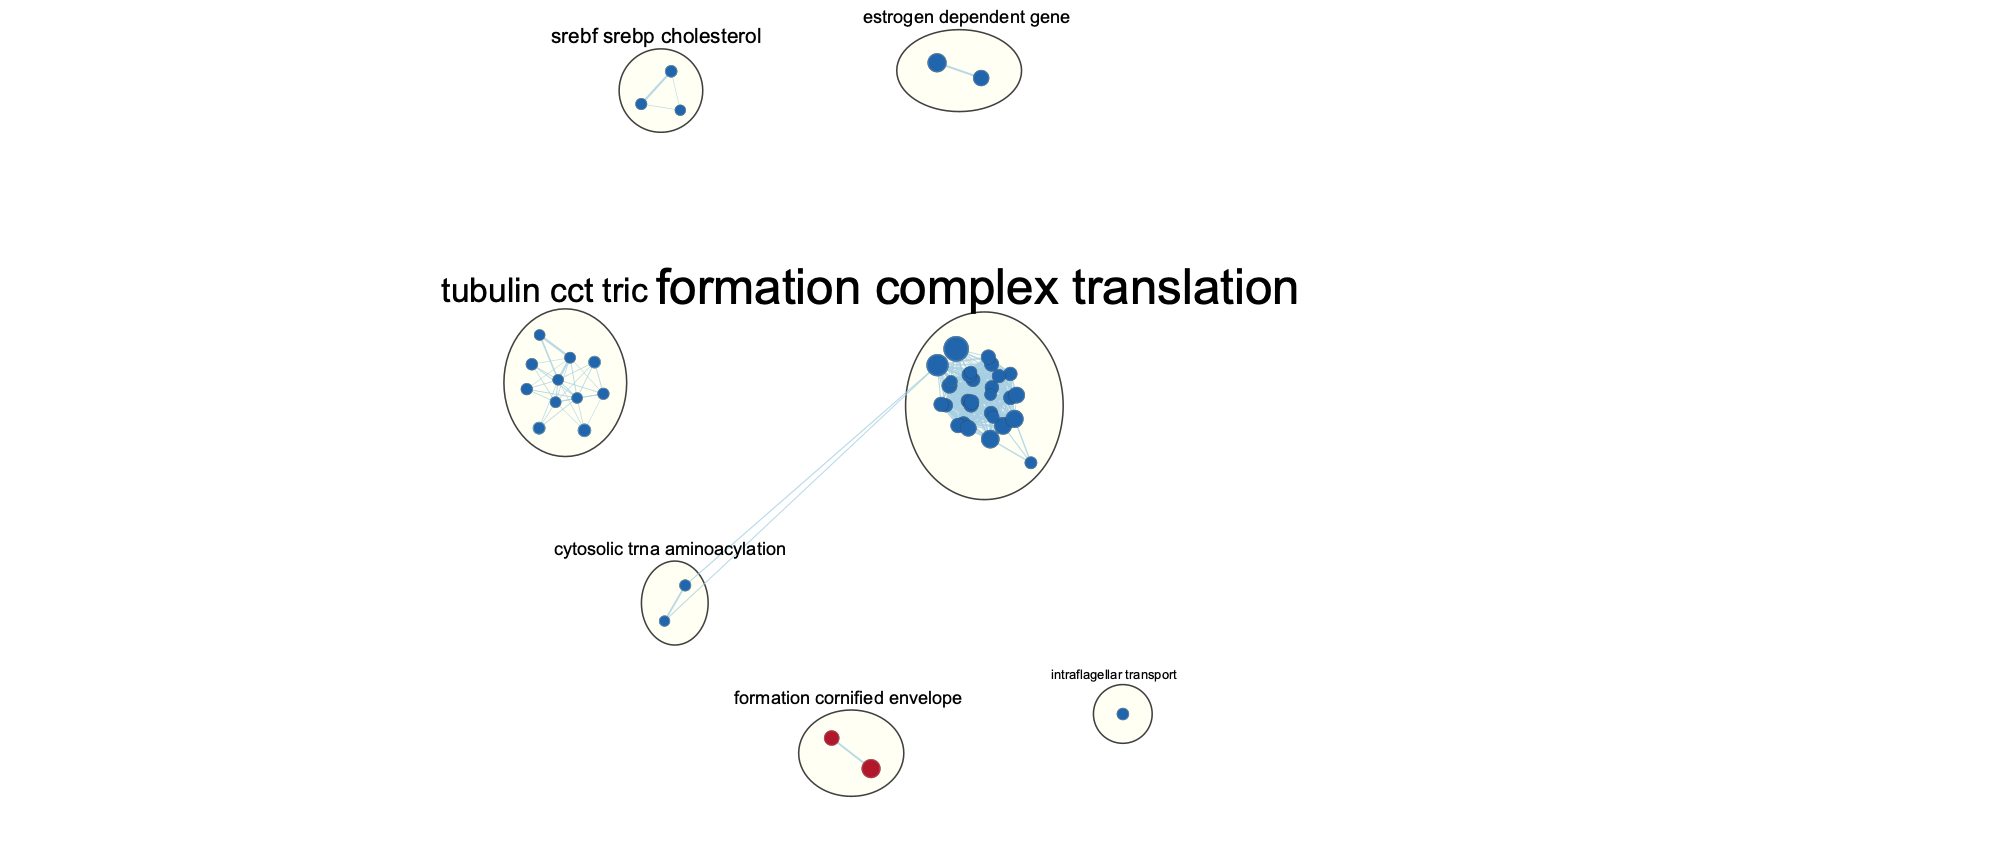 estrogen dependent gene
srebf srebp cholesterol
tubulin cct tric
formation complex translation
cytosolic trna aminoacylation
intraflagellar transport
formation cornified envelope